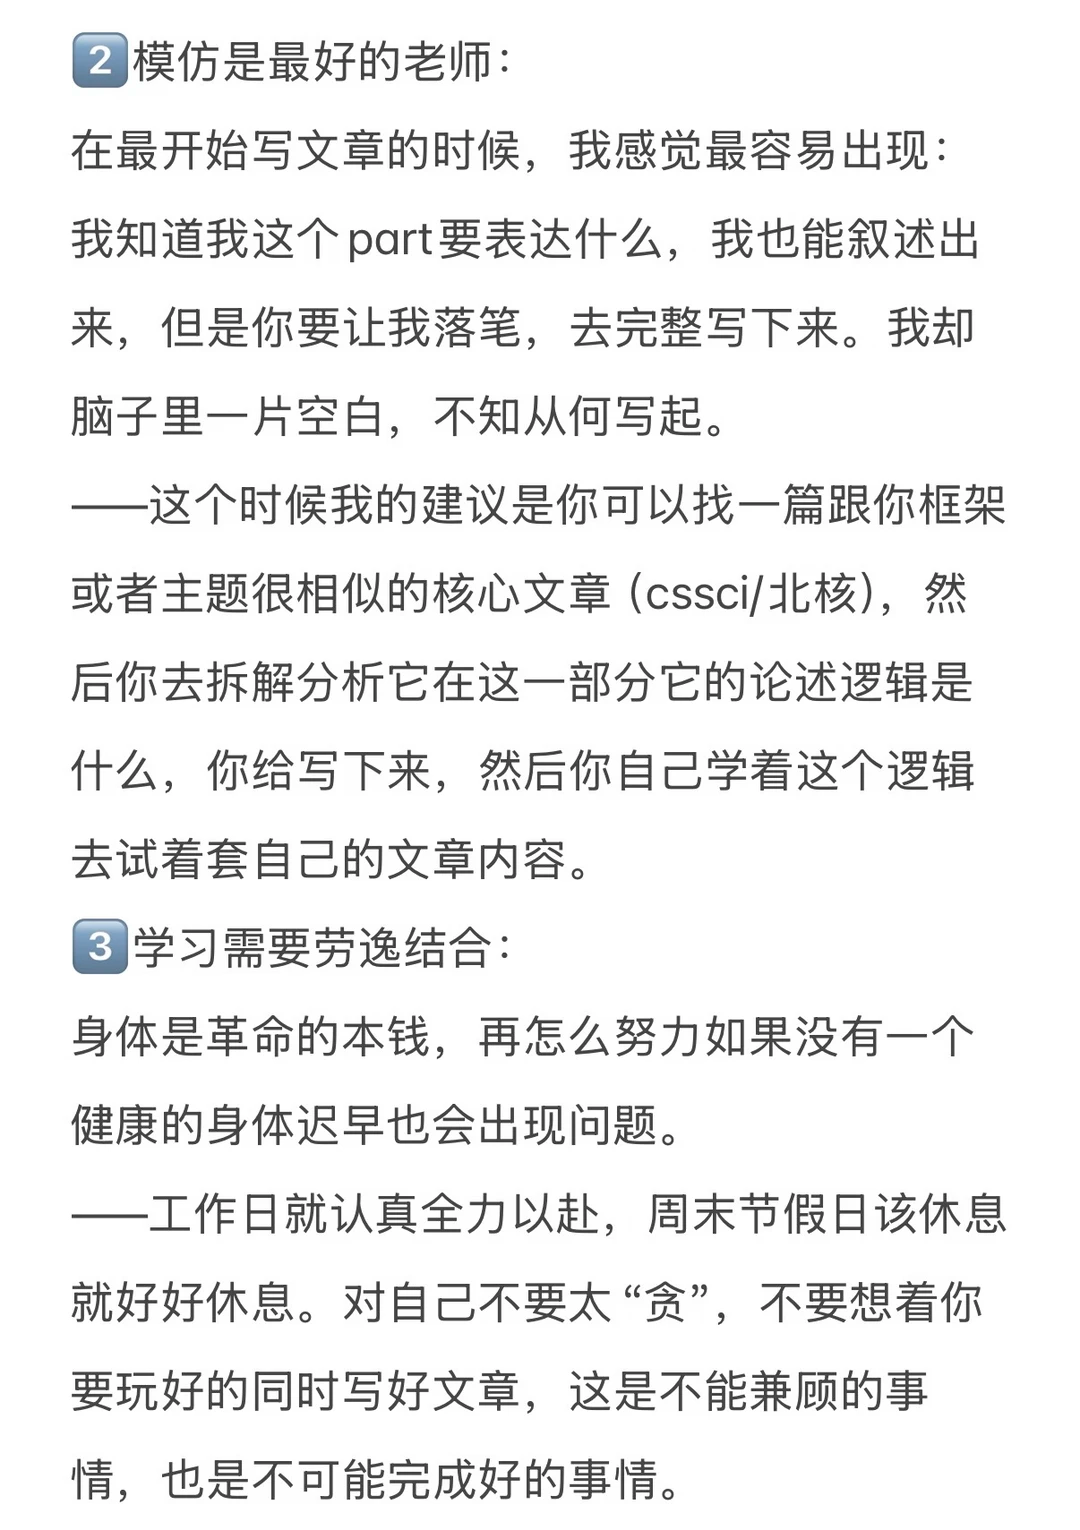 2️⃣模仿是最好的老师：
在最开始写文章的时候，我感觉最容易出现：
我知道我这个part要表达什么，我也能叙述出
来，但是你要让我落笔，去完整写下来。我却
脑子里一片空白，不知从何写起。
——这个时候我的建议是你可以找一篇跟你框架
或者主题很相似的核心文章（cssci/北核），然
后你去拆解分析它在这一部分它的论述逻辑是
什么，你给写下来，然后你自己学着这个逻辑
去试着套自己的文章内容。
3️⃣学习需要劳逸结合：
身体是革命的本钱，再怎么努力如果没有一个
健康的身体迟早也会出现问题。
——工作日就认真全力以赴，周末节假日该休息
就好好休息。对自己不要太“贪”，不要想着你
要玩好的同时写好文章，这是不能兼顾的事
情，也是不可能完成好的事情。